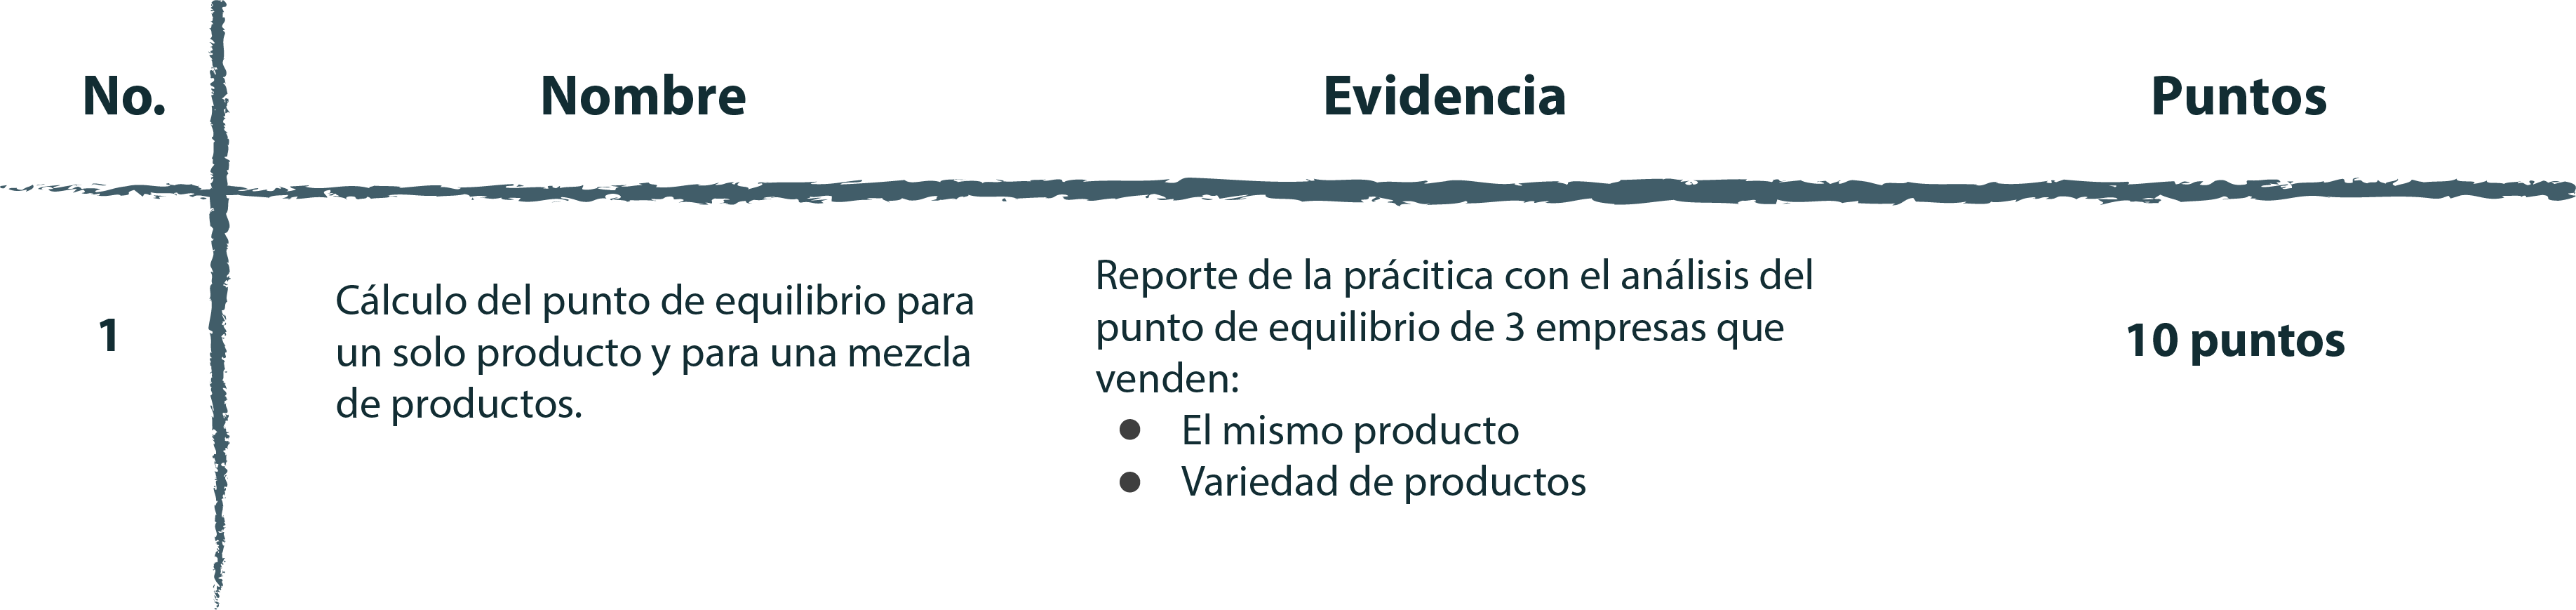 No. Nombre Evidencia Puntos
1
Cálculo del punto de equilibrio para
un solo producto y para una mezcla
de productos.
Reporte de la prácitica con el análisis del
punto de equilibrio de 3 empresas que
venden:
● El mismo producto
● Variedad de productos
10 puntos